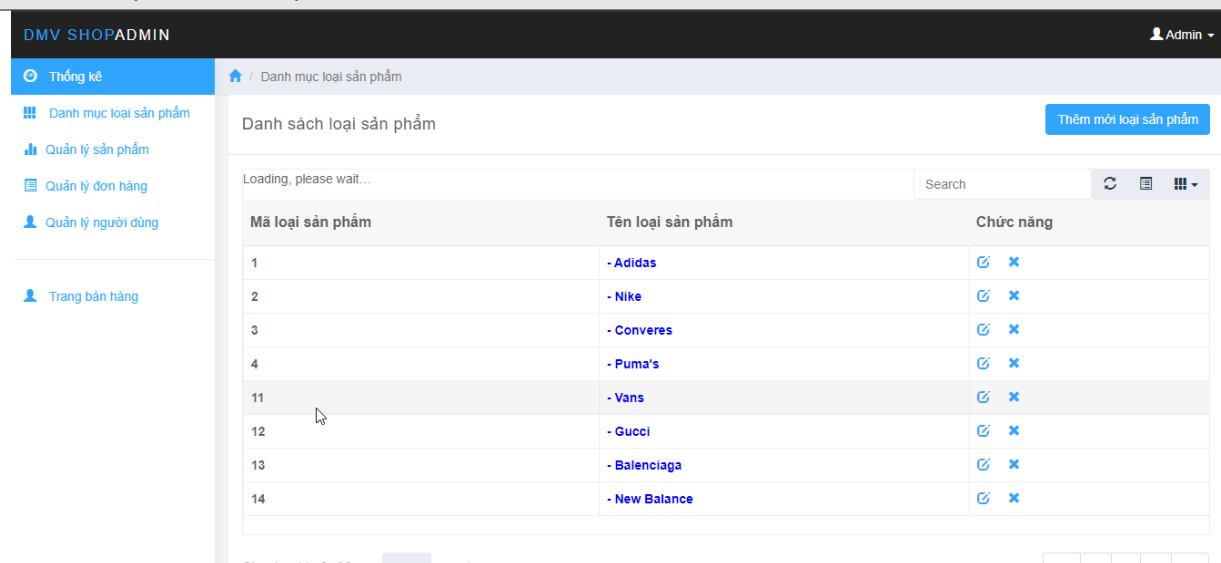 DMV SHOPADMIN
Admin
Thống kê
/ Danh mục loại sản phẩm
Danh mục loại sản phẩm
Quản lý sản phẩm
Quản lý đơn hàng
Quản lý người dùng
Trang bán hàng
Danh sách loại sản phẩm
Thêm mới loại sản phẩm
Loading, please wait...
Search
Mã loại sản phẩm Tên loại sản phẩm Chức năng
1 - Adidas
2 - Nike
3 - Converes
4 - Puma's
11 - Vans
12 - Gucci
13 - Balenciaga
14 - New Balance